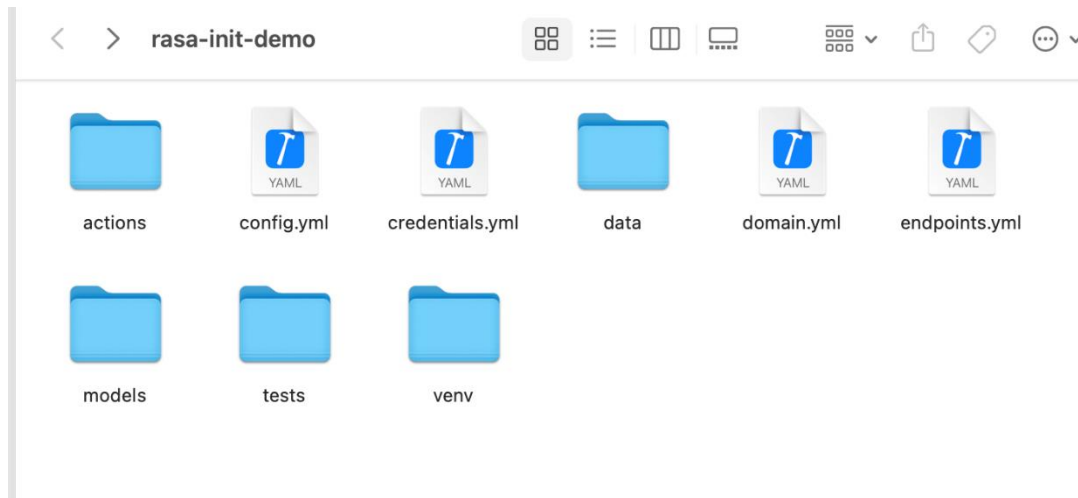 rasa-init-demo
YAML YAML YAML YAML
actions config.yml credentials.yml data domain.yml endpoints.yml
models tests venv